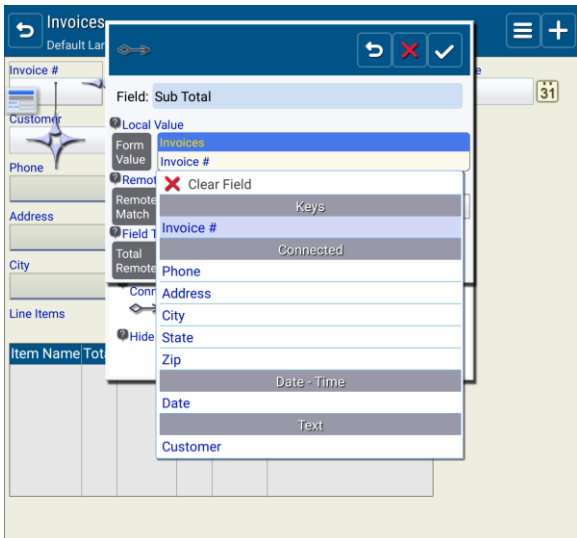 Invoices
Default Lar
Invoice #
31
Customer
Phone
Address
City
Line Items
Item Name Tot
Field: Sub Total
Local Value
Form Value
Invoices
Invoice #
Remot
Remote Match
Field T
Total Remote
Conn
Hide
Clear Field
Keys
Invoice #
Connected
Phone
Address
City
State
Zip
Date - Time
Date
Text
Customer